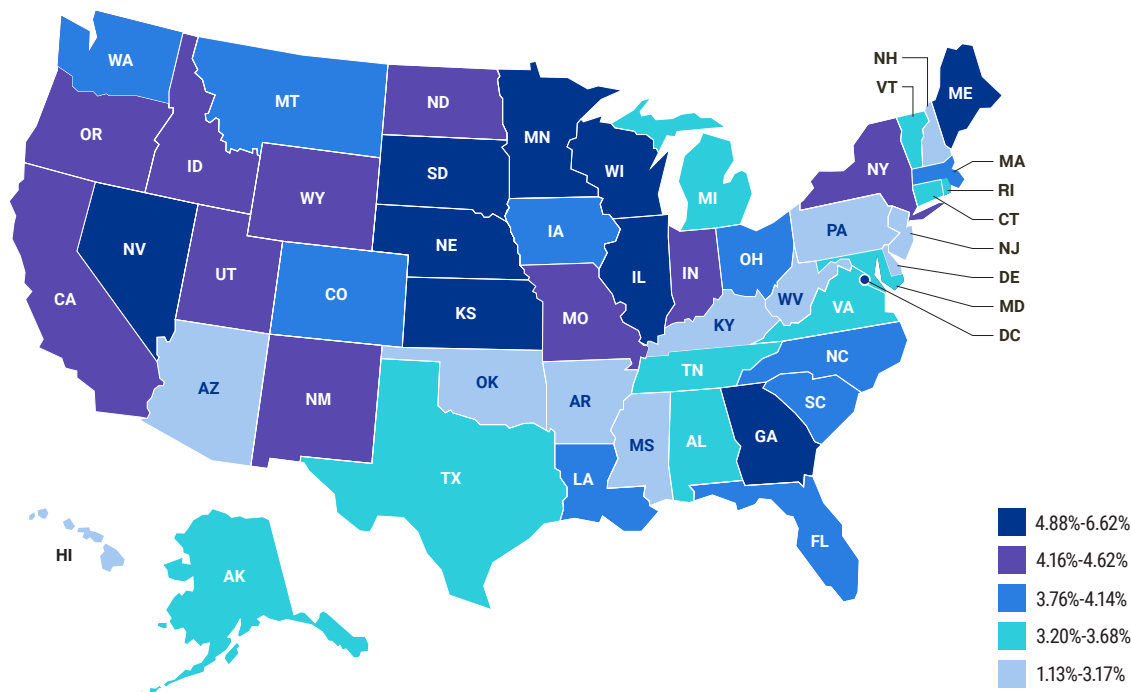 NH
WA
VT
ME
MT
ND
OR
MN
MA
ID
WI
NY
SD
RI
WY
MI
CT
PA
IA
NE
NV
NJ
OH
UT
IN
IL
DE
CO
WV
CA
MD
VA
KS
MO
KY
DC
NC
TN
OK
AZ
NM
AR
SC
GA
AL
MS
TX
LA
4.88%-6.62%
FL
HI
4.16%-4.62%
AK
3.76%-4.14%
3.20%-3.68%
1.13%-3.17%